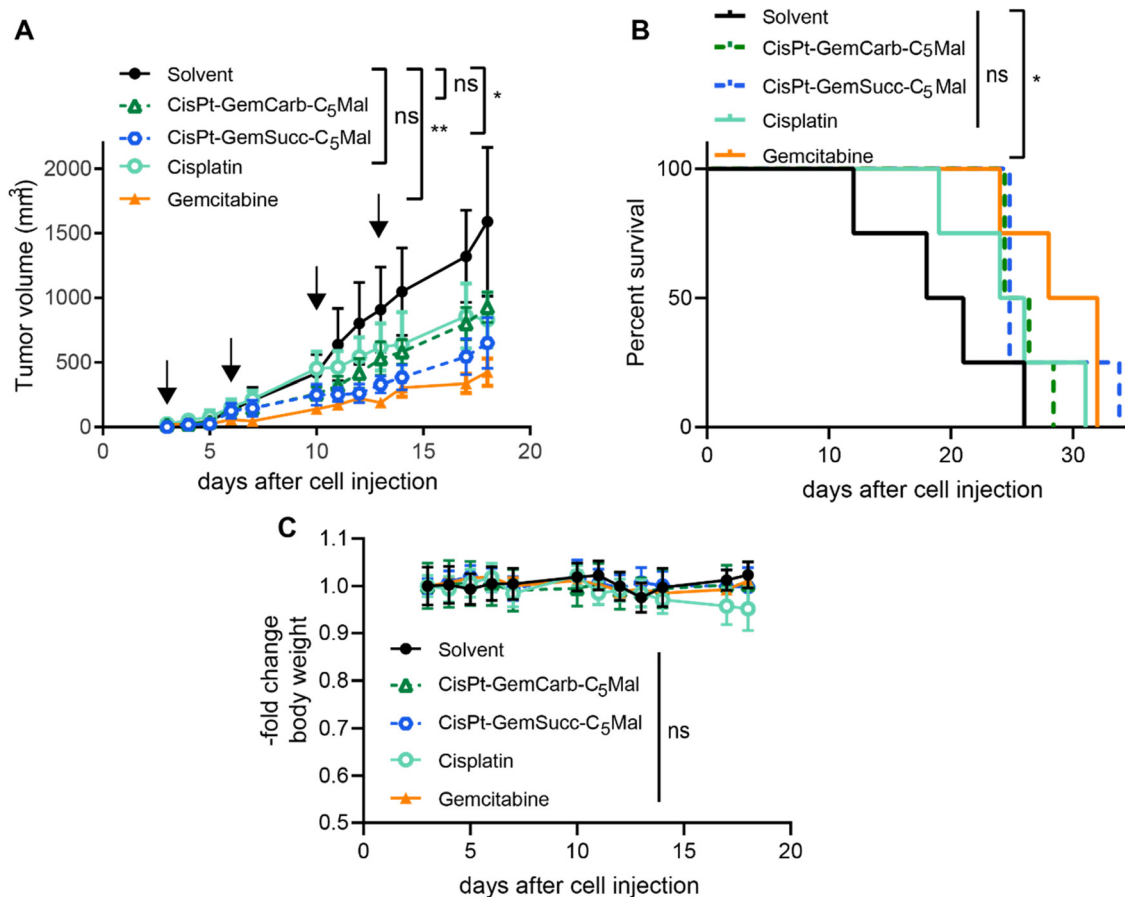 A
Solvent
CisPt-GemCarb-C5Mal
CisPt-GemSucc-C5Mal
Cisplatin
Gemcitabine
ns
**
ns
*
2000
1500
1000
500
0
Tumor volume (mm3)
0 5 10 15 20
days after cell injection
B
Solvent
CisPt-GemCarb-C5Mal
CisPt-GemSucc-C5Mal
Cisplatin
Gemcitabine
ns
*
100
50
0
Percent survival
0 10 20 30
days after cell injection
C
1.1
1.0
0.9
0.8
0.7
0.6
0.5
-fold change
body weight
Solvent
CisPt-GemCarb-C5Mal
CisPt-GemSucc-C5Mal
Cisplatin
Gemcitabine
ns
0 5 10 15 20
days after cell injection